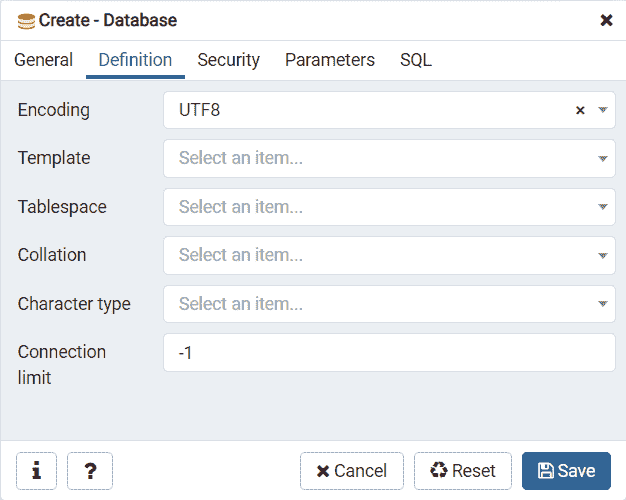 Create - Database
General Definition Security Parameters SQL
Encoding UTF8
Template Select an item...
Tablespace Select an item...
Collation Select an item...
Character type Select an item...
Connection
limit -1
i ? Cancel Reset Save